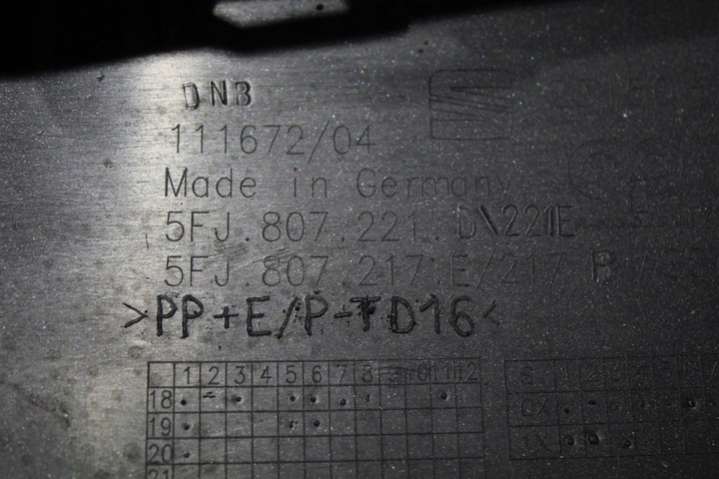 DNB
111672/04
Made in Germany
5FJ.807.221.D\221E
5FJ.807.217.E/217.B
>PP+E/P-TD16<
1 2 3 4 5 6 7 8 9 10 11 12
18
19
20
21